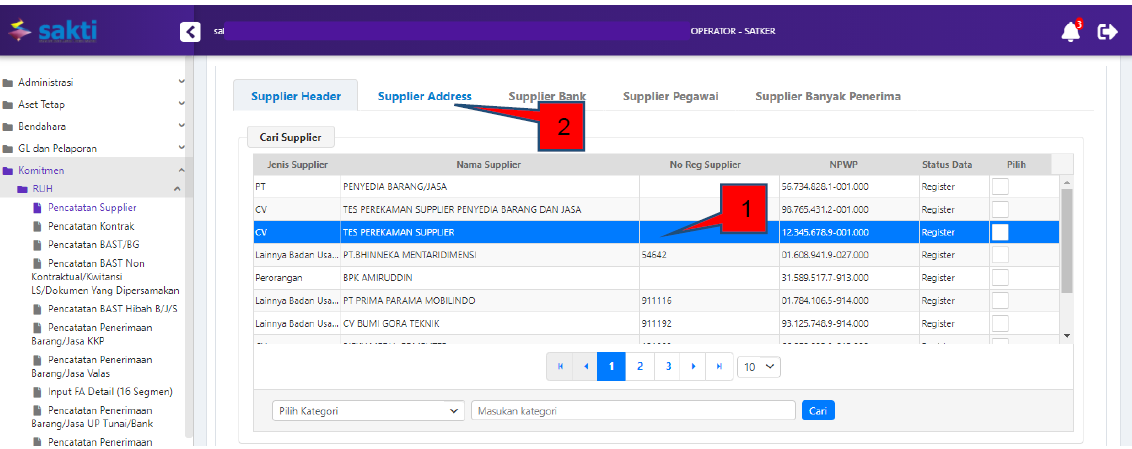 sakti
sal
OPERATOR - SATKER
3
Administrasi
Aset Tetap
Bendahara
GL dan Pelaporan
Komitmen
RUH
Pencatatan Supplier
Pencatatan Kontrak
Pencatatan BAST/BG
Pencatatan BAST Non
Kontraktual/Kwitansi
LS/Dokumen Yang Dipersamakan
Pencatatan BAST Hibah B/J/S
Pencatatan Penerimaan
Barang/Jasa KKP
Pencatatan Penerimaan
Barang/Jasa Valas
Input FA Detail (16 Segmen)
Pencatatan Penerimaan
Barang/Jasa UP Tunai/Bank
Pencatatan Penerimaan
Supplier Header Supplier Address Supplier Bank Supplier Pegawai Supplier Banyak Penerima
2
Cari Supplier
Jenis Supplier Nama Supplier No Reg Supplier NPWP Status Data Pilih
PT PENYEDIA BARANG/JASA 56.734.828.1-001.000 Register
1
CV TES PEREKAMAN SUPPLIER PENYEDIA BARANG DAN JASA 98.765.431.2-001.000 Register
CV TES PEREKAMAN SUPPLIER 12.345.678.9-001.000 Register
Lainnya Badan Usa... PT.BHINNEKA MENTARIDIMENSI 54642 01.608.941.9-027.000 Register
Perorangan BPK AMIRUDDIN 31.589.517.7-913.000 Register
Lainnya Badan Usa... PT PRIMA PARAMA MOBILINDO 911116 01.784.106.5-914.000 Register
Lainnya Badan Usa... CV BUMI GORA TEKNIK 911192 93.125.748.9-914.000 Register
1 2 3 10
Pilih Kategori Masukan kategori Cari